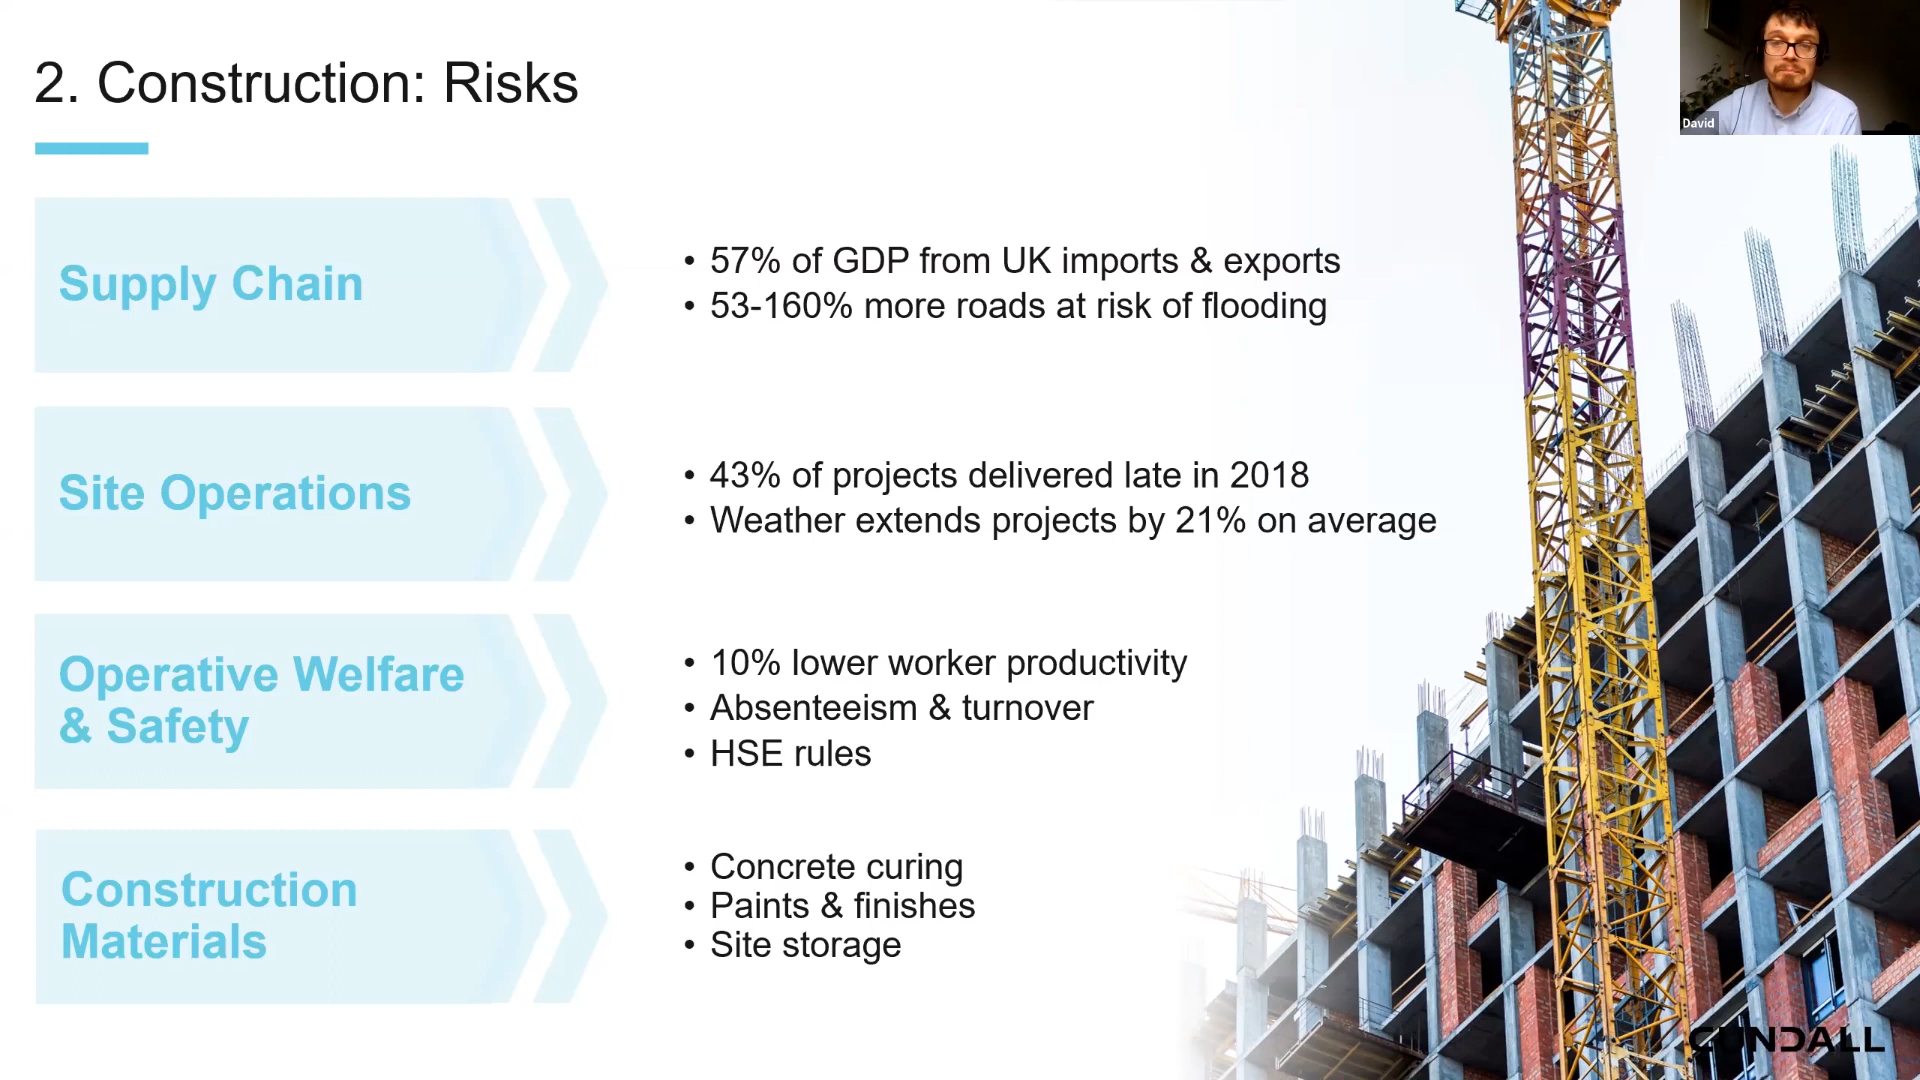 2. Construction: Risks
David
Supply Chain
• 57% of GDP from UK imports & exports
• 53-160% more roads at risk of flooding
Site Operations
• 43% of projects delivered late in 2018
• Weather extends projects by 21% on average
Operative Welfare
& Safety
• 10% lower worker productivity
• Absenteeism & turnover
• HSE rules
Construction
Materials
• Concrete curing
• Paints & finishes
• Site storage
CUNDALL